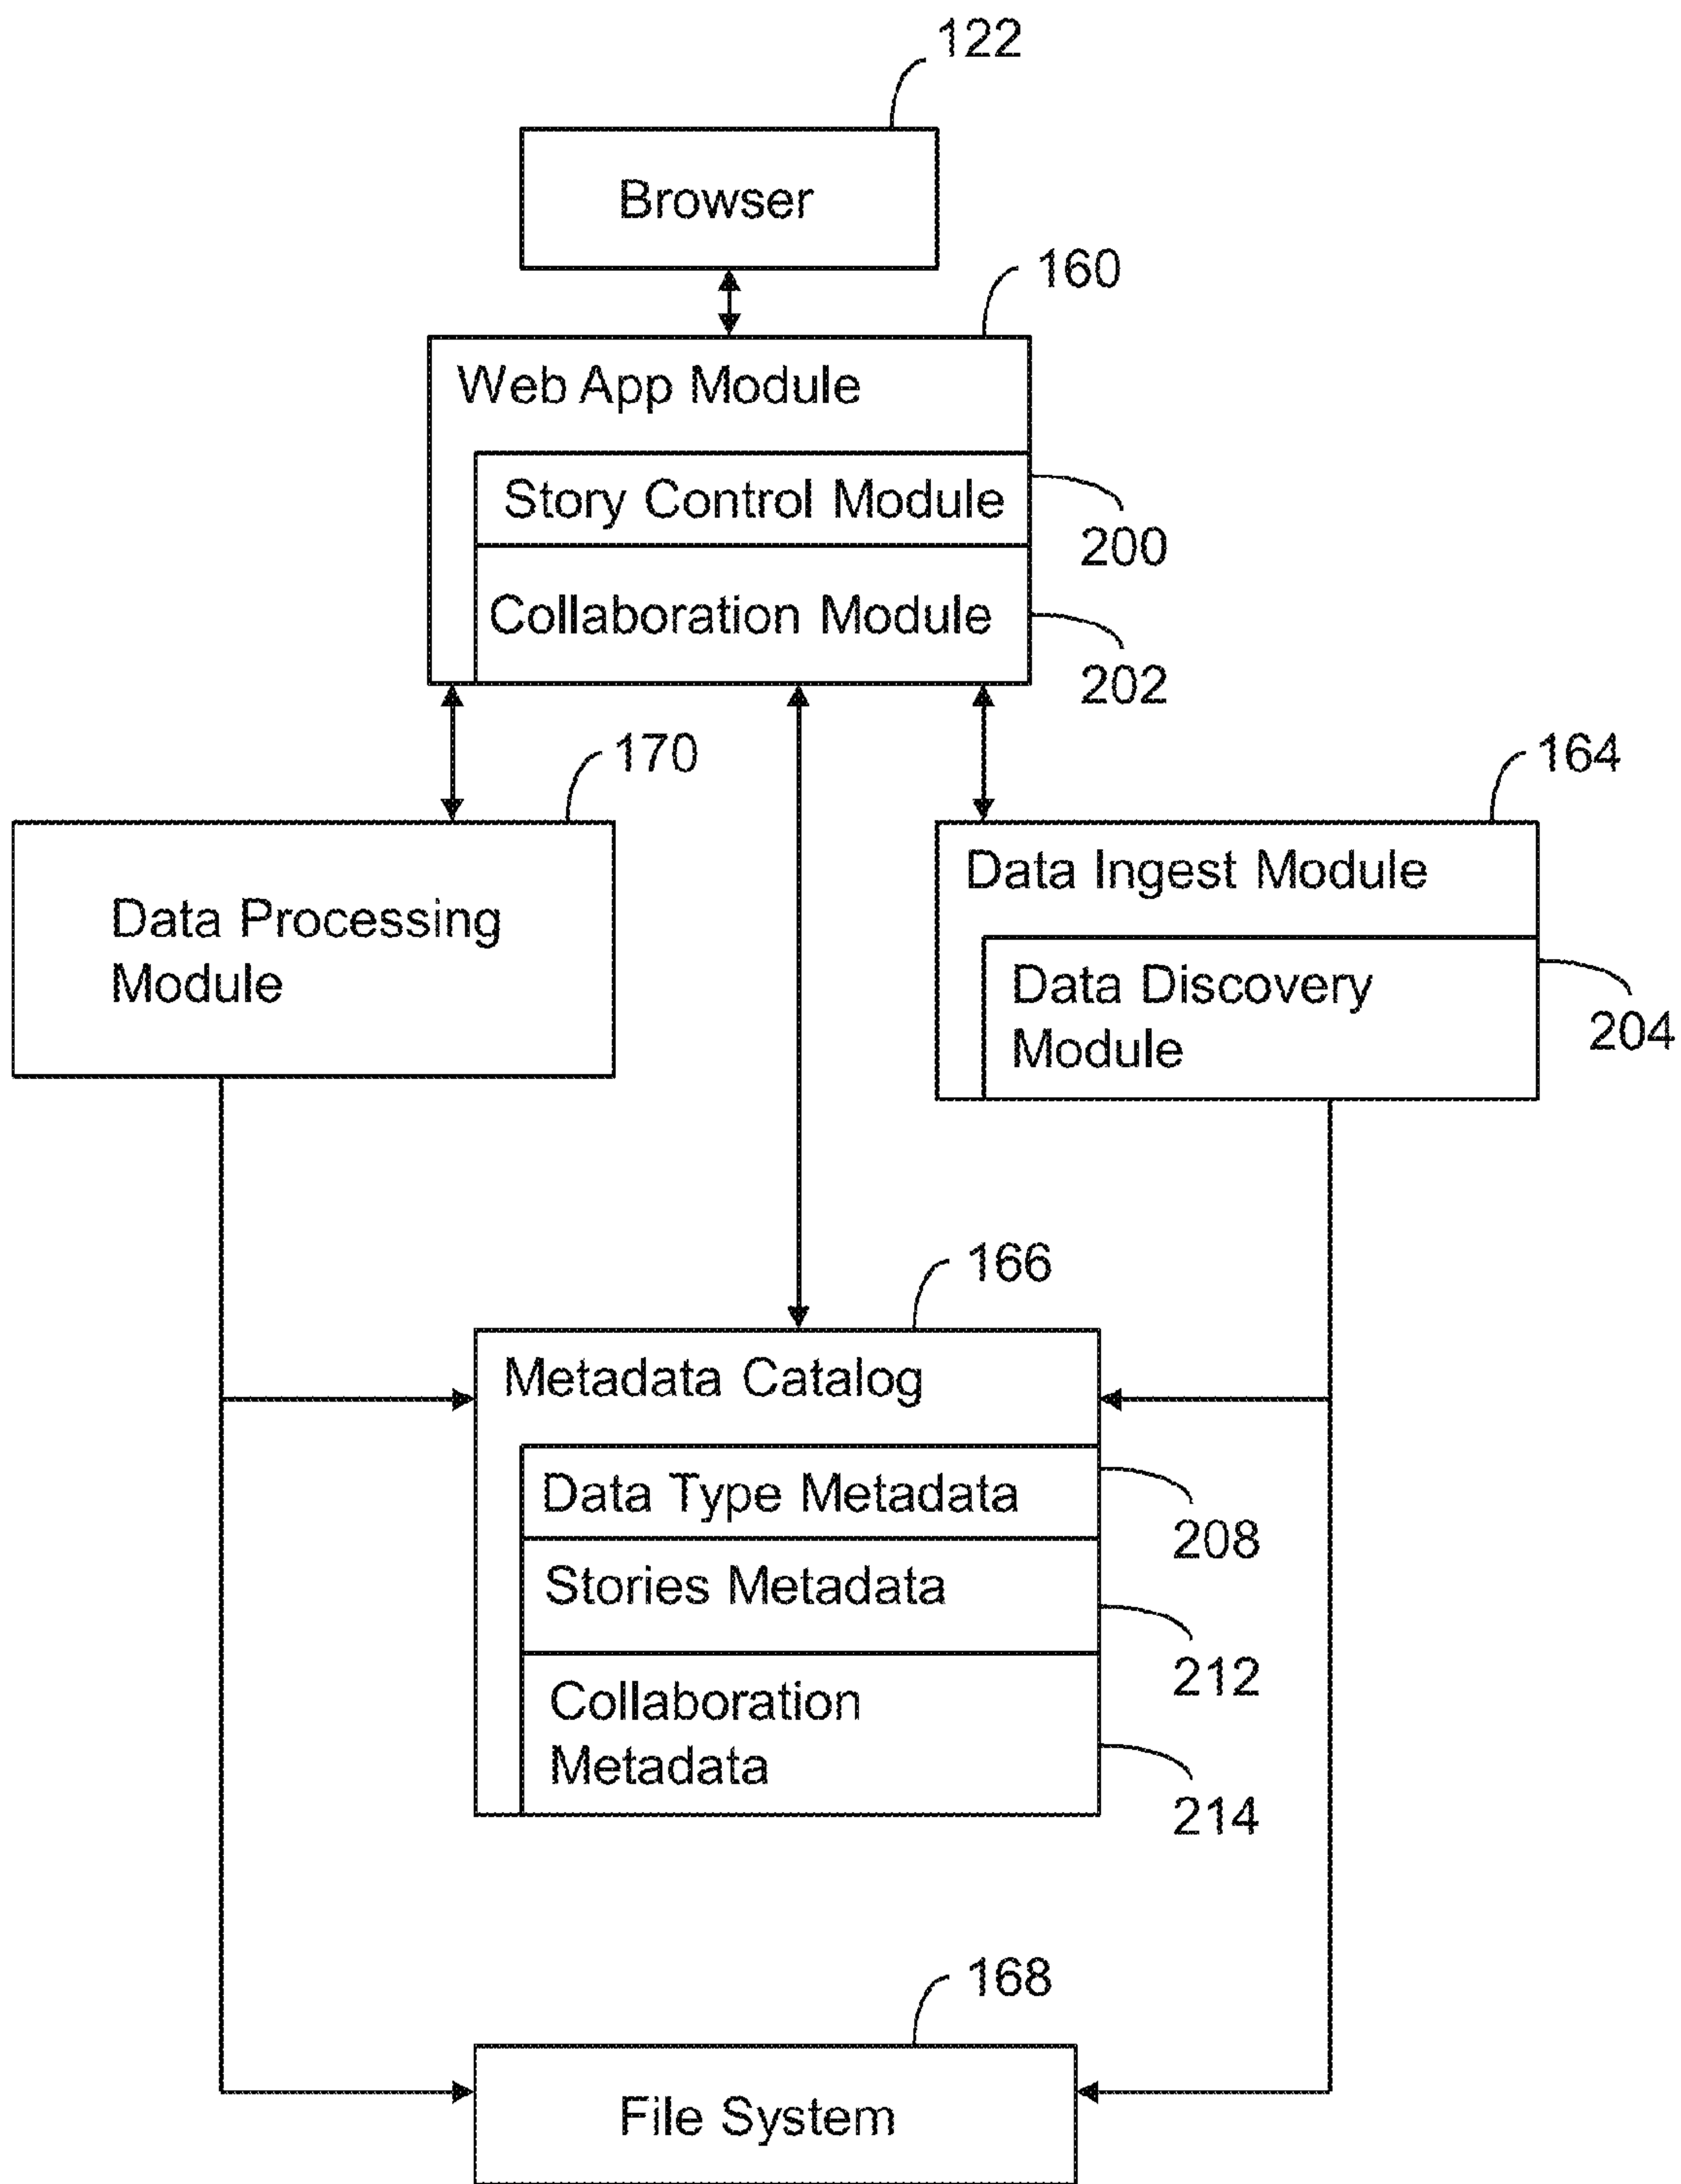 122
Browser
160
Web App Module
Story Control Module
200
Collaboration Module
202
170
164
Data Processing
Module
Data Ingest Module
Data Discovery
Module
204
166
Metadata Catalog
Data Type Metadata
208
Stories Metadata
212
Collaboration
Metadata
214
168
File System